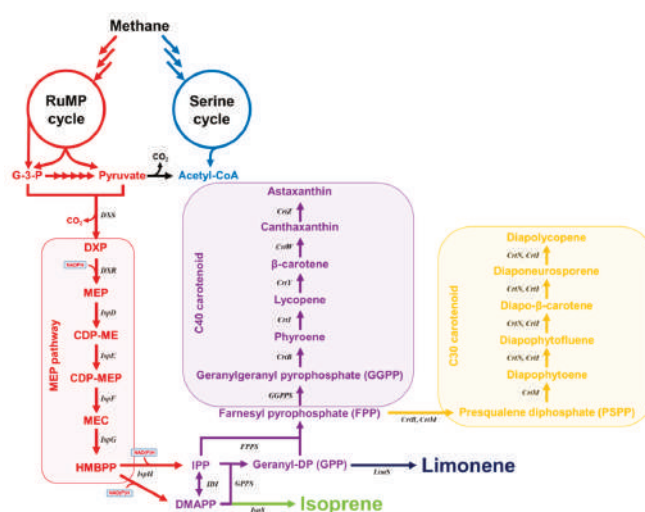 Methane
RuMP
cycle
Serine
cycle
CO2
G-3-P
Pyruvate
Acetyl-CoA
CO2
DXS
DXP
NADPH
DXR
MEP
IspD
CDP-ME
IspE
CDP-MEP
IspF
MEC
IspG
HMBPP
MEP pathway
NADPH
IspH
NADPH
IPP
IDI
DMAPP
GPPS
FPPS
Geranyl-DP (GPP)
LimS
Limonene
IspS
Isoprene
C40 carotenoid
Astaxanthin
CrtZ
Canthaxanthin
CrtW
β-carotene
CrtY
Lycopene
CrtI
Phyroene
CrtB
Geranylgeranyl pyrophosphate (GGPP)
GGPPS
Farnesyl pyrophosphate (FPP)
CrtB, CrtM
C30 carotenoid
Diapolycopene
CrtN, CrtI
Diaponeurosporene
CrtN, CrtI
Diapo-β-carotene
CrtN, CrtI
Diapophytofluene
CrtN, CrtI
Diapophytoene
CrtM
Presqualene diphosphate (PSPP)